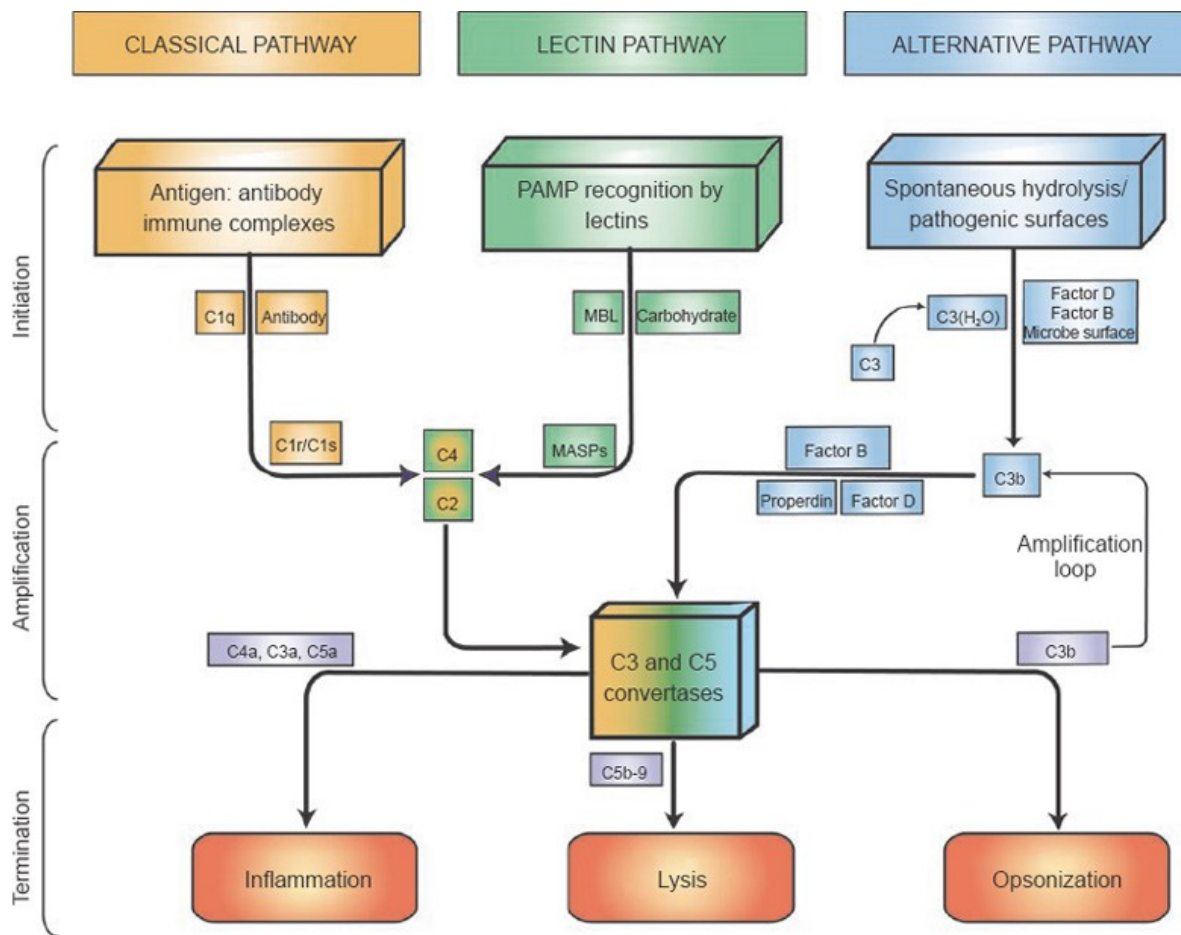 CLASSICAL PATHWAY
LECTIN PATHWAY
ALTERNATIVE PATHWAY
Initiation
Antigen: antibody
immune complexes
PAMP recognition by
lectins
Spontaneous hydrolysis/
pathogenic surfaces
C1q
Antibody
MBL
Carbohydrate
C3(H₂O)
Factor D
Factor B
Microbe surface
C3
Amplification
C1r/C1s
C4
C2
MASPs
Factor B
Properdin
Factor D
C3b
Amplification
loop
C4a, C3a, C5a
C3 and C5
convertases
C3b
Termination
C5b-9
Inflammation
Lysis
Opsonization